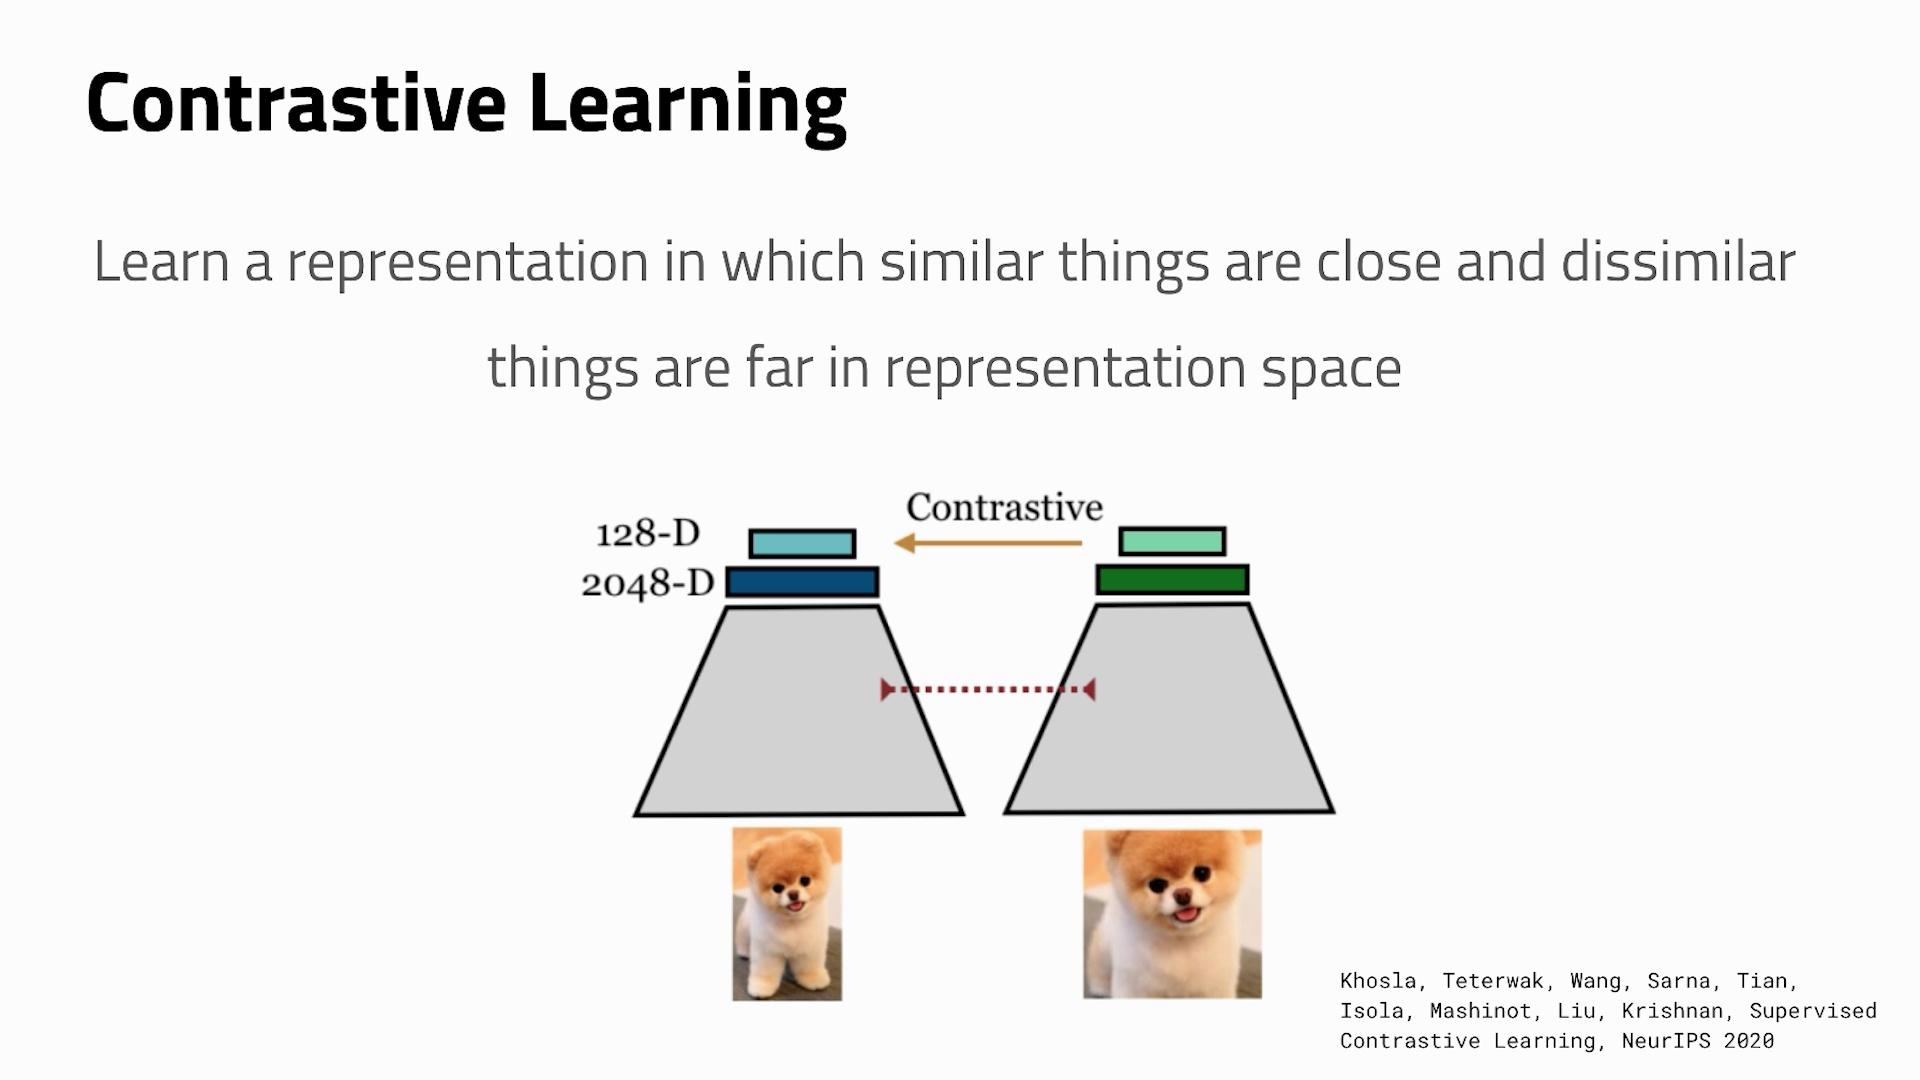 Contrastive Learning
Learn a representation in which similar things are close and dissimilar
things are far in representation space
Contrastive
128-D
2048-D
Khosla, Teterwak, Wang, Sarna, Tian,
Isola, Mashinot, Liu, Krishnan, Supervised
Contrastive Learning, NeurIPS 2020